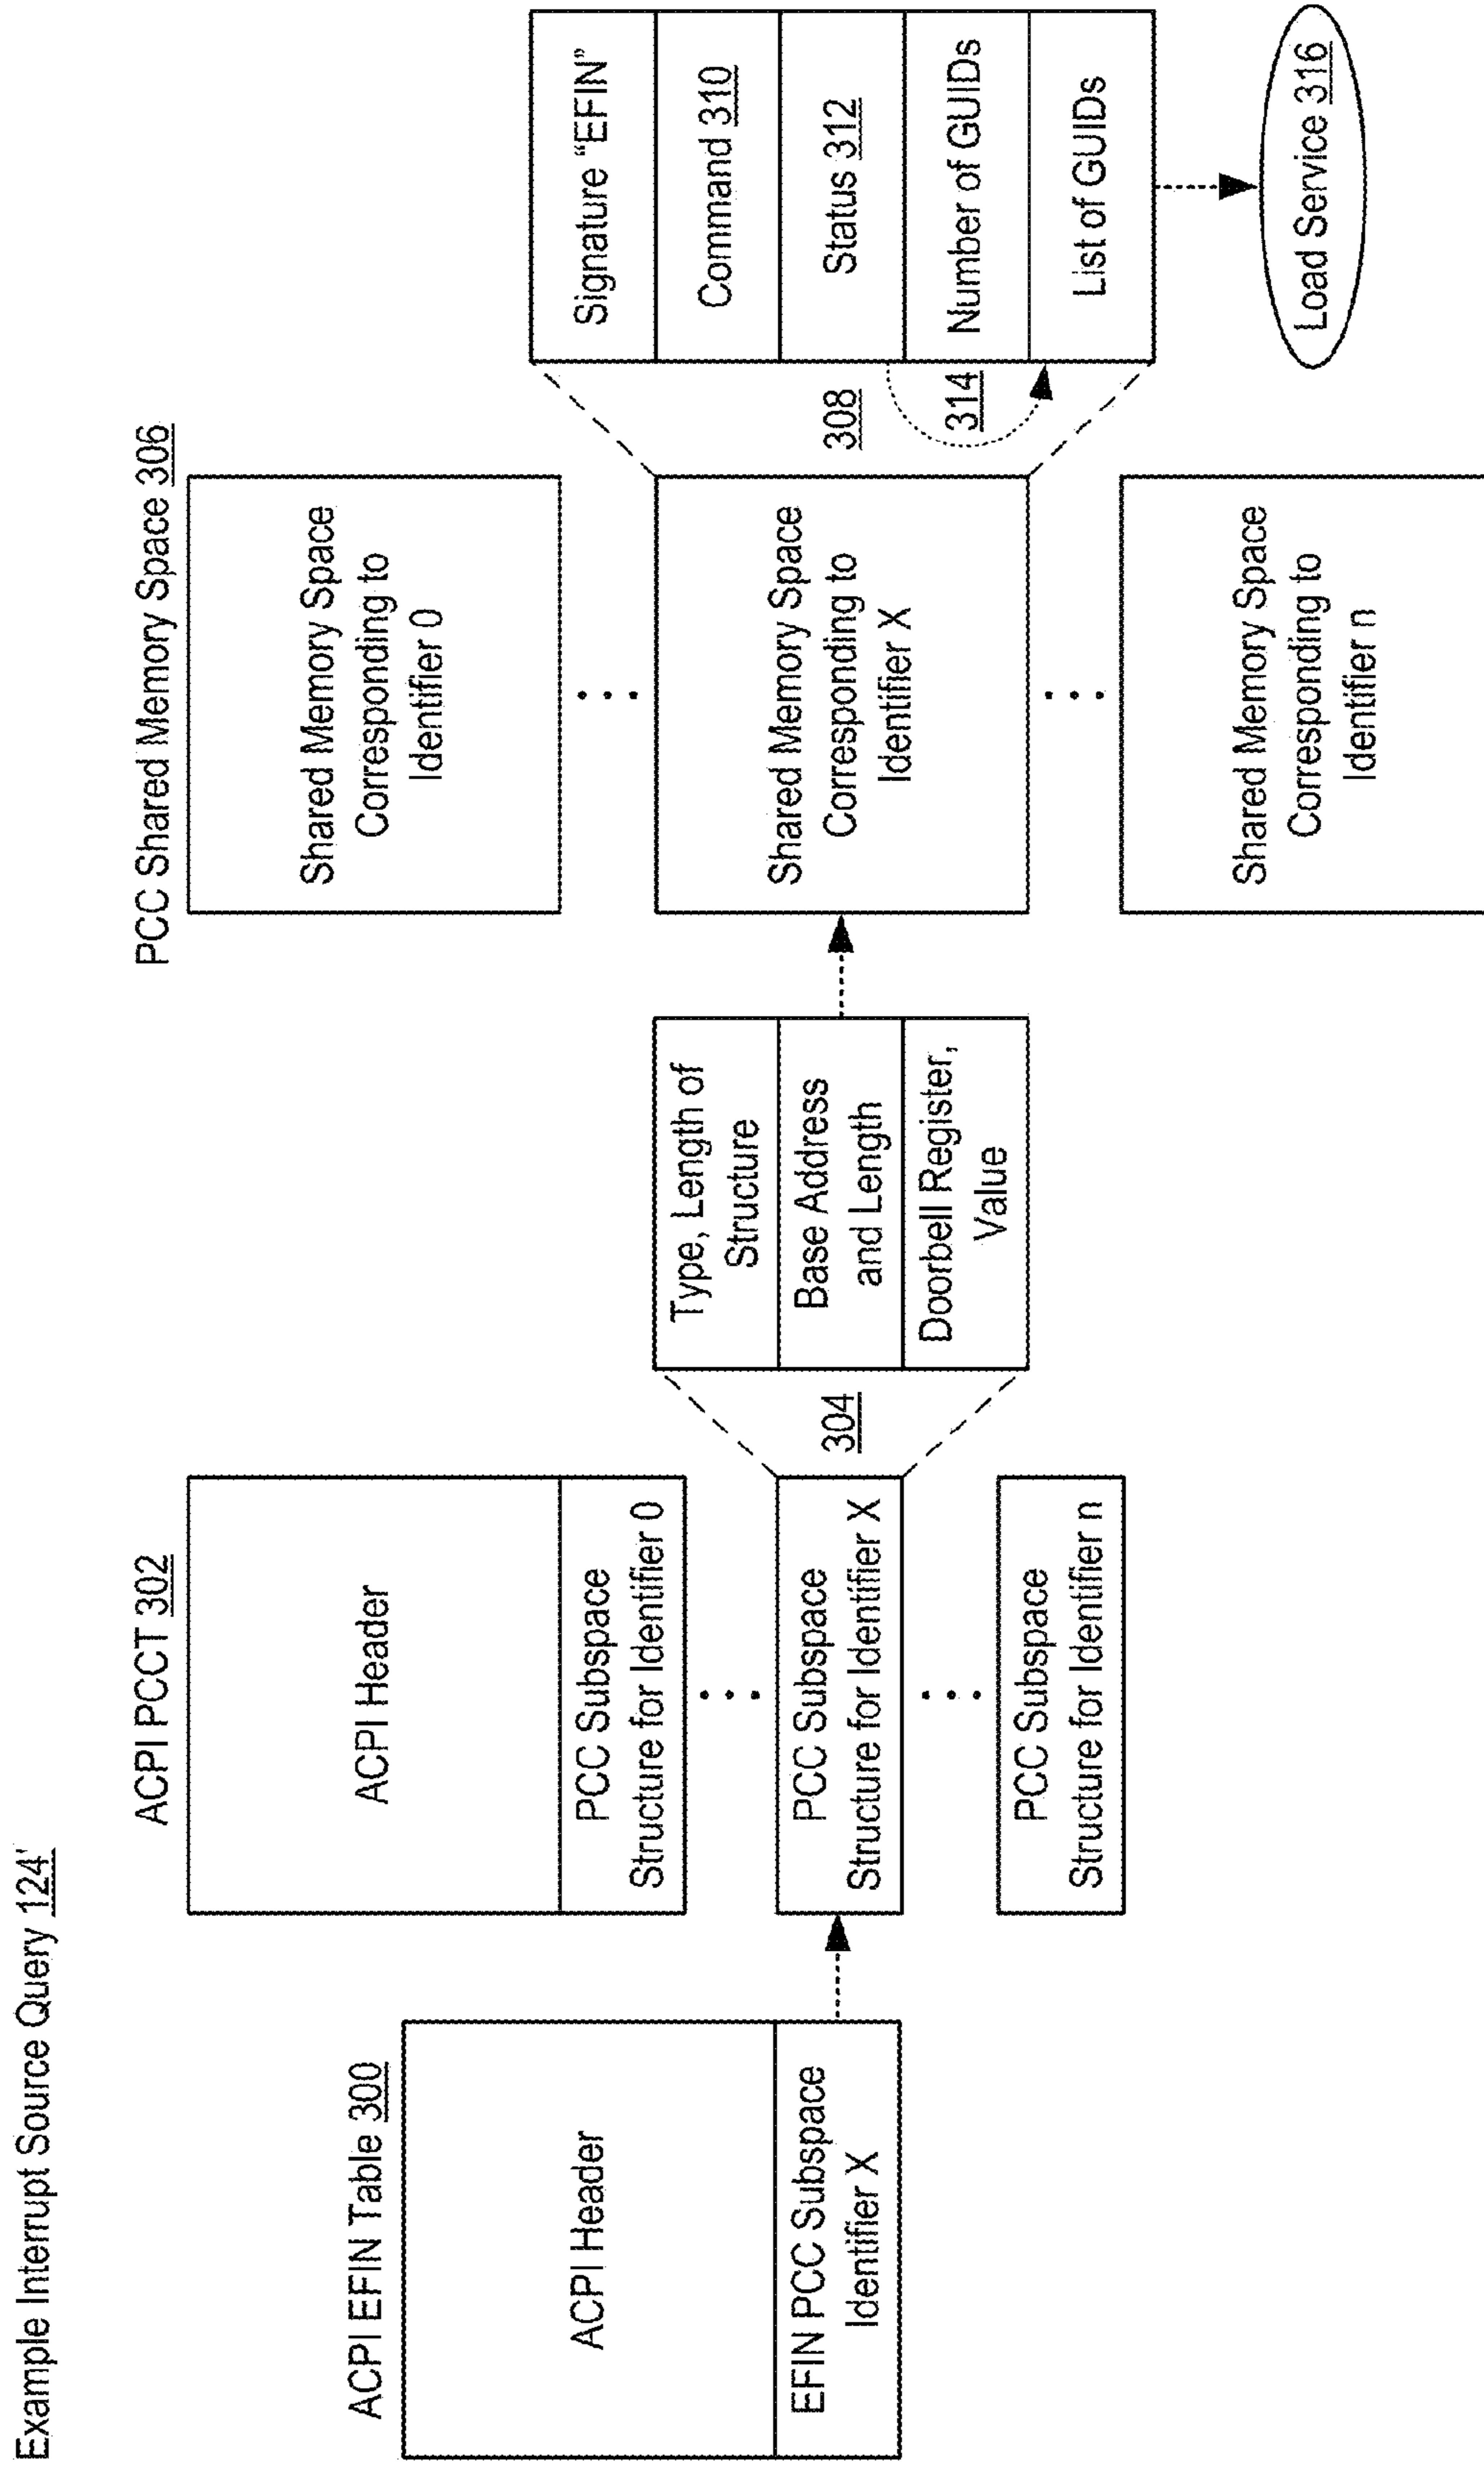 Example Interrupt Source Query 124'
ACPI EFIN Table 300
ACPI Header
EFIN PCC Subspace
Identifier X
ACPI PCCT 302
ACPI Header
PCC Subspace
Structure for Identifier 0
PCC Subspace
Structure for Identifier X
PCC Subspace
Structure for Identifier n
304
Type, Length of
Structure
Base Address
and Length
Doorbell Register,
Value
PCC Shared Memory Space 306
Shared Memory Space
Corresponding to
Identifier 0
Shared Memory Space
Corresponding to
Identifier X
Shared Memory Space
Corresponding to
Identifier n
308
314
Signature “EFIN”
Command 310
Status 312
Number of GUIDs
List of GUIDs
Load Service 316